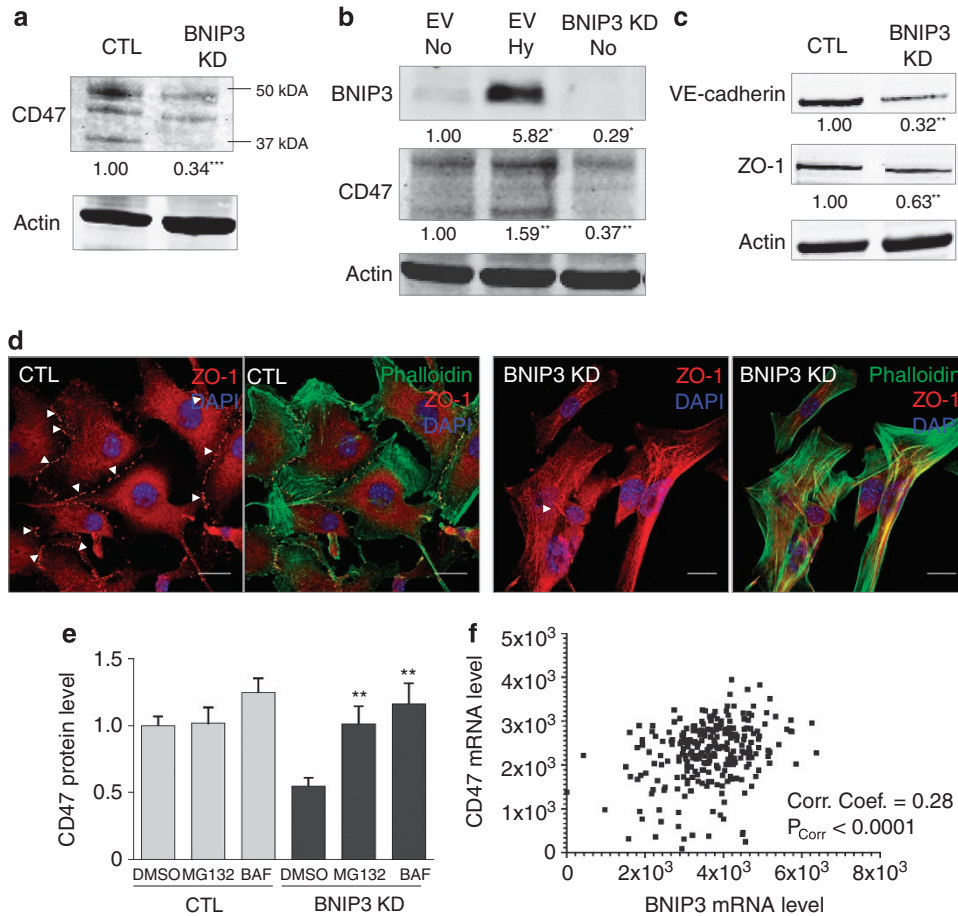 a
CTL
BNIP3
KD
CD47
50 kDA
37 kDA
1.00
0.34***
Actin
b
EV
No
EV
Hy
BNIP3 KD
No
BNIP3
1.00
5.82*
0.29*
CD47
1.00
1.59**
0.37**
Actin
c
CTL
BNIP3
KD
VE-cadherin
1.00
0.32**
ZO-1
1.00
0.63**
Actin
d
CTL
ZO-1
DAPI
CTL
Phalloidin
ZO-1
DAPI
BNIP3 KD
ZO-1
DAPI
BNIP3 KD
Phalloidin
ZO-1
DAPI
e
CD47 protein level
1.5
1.0
0.5
0
**
**
DMSO MG132 BAF DMSO MG132 BAF
CTL
BNIP3 KD
f
CD47 mRNA level
5x10³
4x10³
3x10³
2x10³
1x10³
0
Corr. Coef. = 0.28
P_Corr < 0.0001
0 2x10³ 4x10³ 6x10³ 8x10³
BNIP3 mRNA level